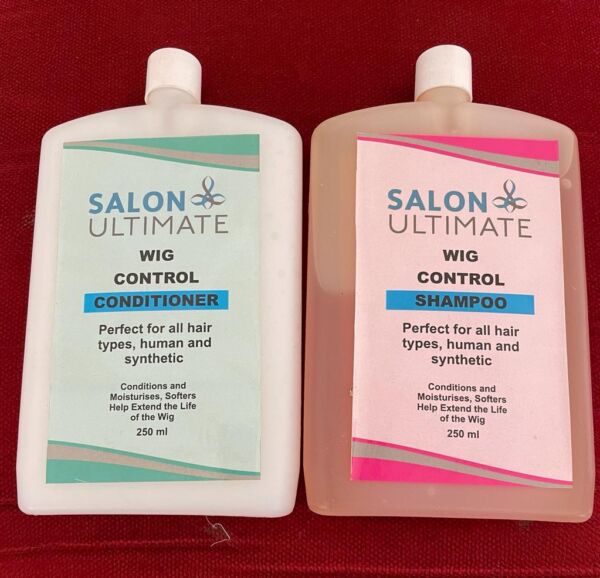 SALON
ULTIMATE
WIG
CONTROL
CONDITIONER
Perfect for all hair
types, human and
synthetic
Conditions and
Moisturises, Softers
Help Extend the Life
of the Wig
250 ml
SALON
ULTIMATE
WIG
CONTROL
SHAMPOO
Perfect for all hair
types, human and
synthetic
Conditions and
Moisturises, Softers
Help Extend the Life
of the Wig
250 ml